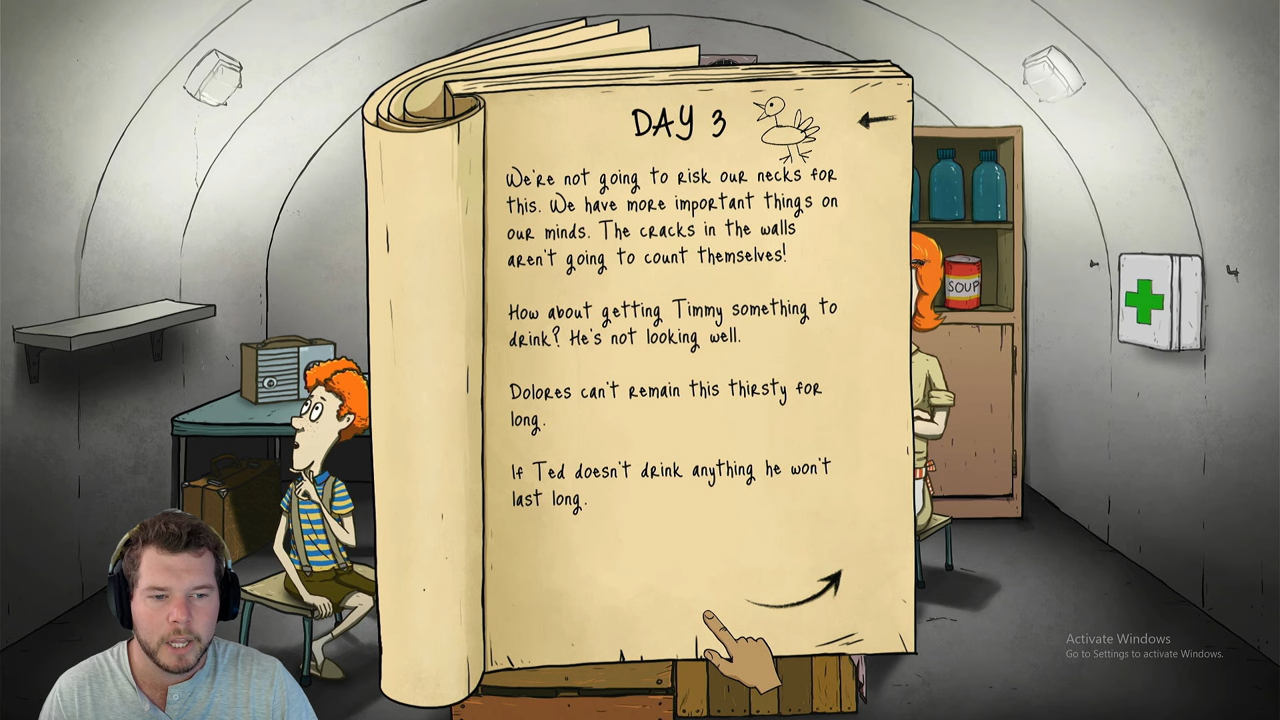 DAY 3
We're not going to risk our necks for
this. We have more important things on
our minds. The cracks in the walls
aren't going to count themselves!
How about getting Timmy something to
drink? He's not looking well.
Dolores can't remain this thirsty for
long.
If Ted doesn't drink anything he won't
last long.
SOUP
Activate Windows
Go to Settings to activate Windows.